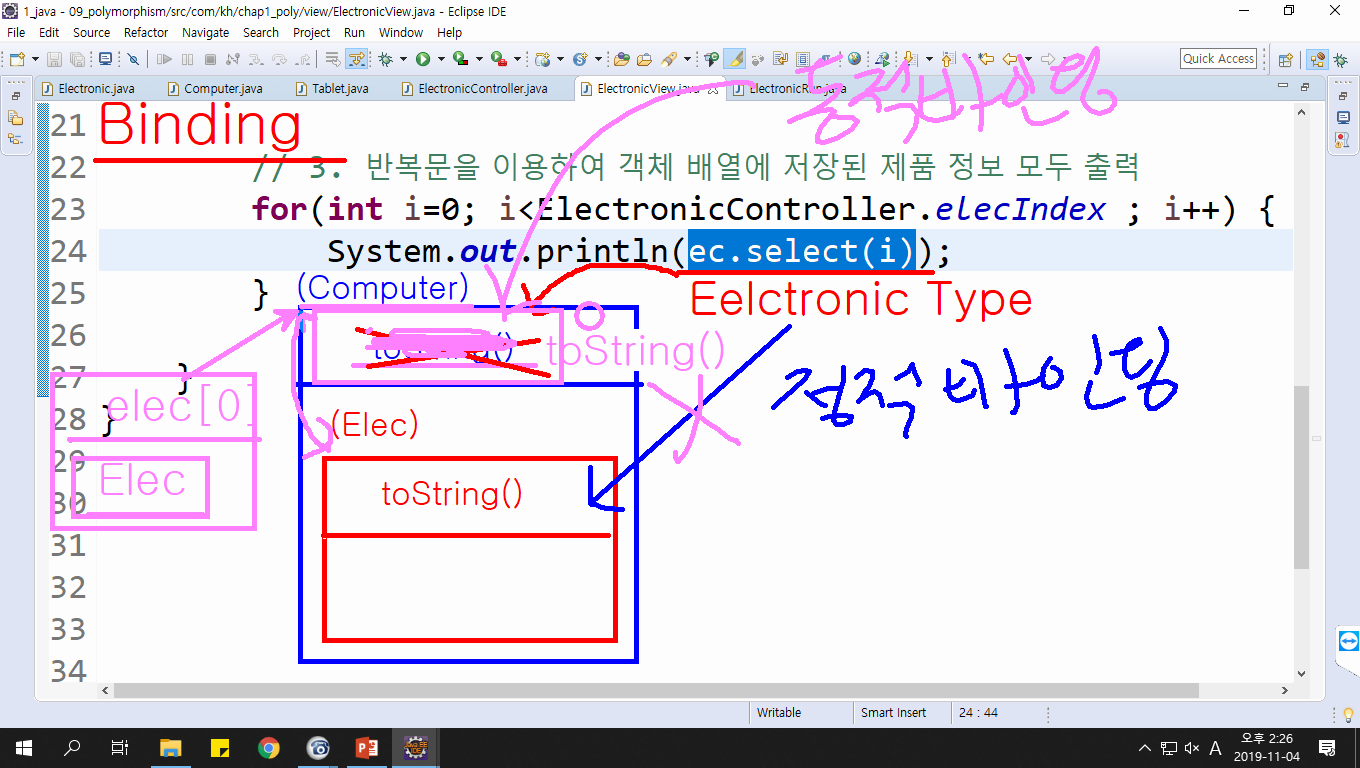 1_java - 09_polymorphism/src/com/kh/chap1_poly/view/ElectronicView.java - Eclipse IDE
File Edit Source Refactor Navigate Search Project Run Window Help
Quick Access
Electronic.java Computer.java Tablet.java ElectronicController.java ElectronicView.java ElectronicRun.java
동적바인딩
21 Binding
22 // 3. 반복문을 이용하여 객체 배열에 저장된 제품 정보 모두 출력
23 for(int i=0; i<ElectronicController.elecIndex ; i++) {
24 System.out.println(ec.select(i));
25 }
(Computer)
Eelctronic Type
26
toString() toString()
정적바인딩
27 }
28 }
elec[0]
(Elec)
29
Elec
toString()
30
31
32
33
34
Writable Smart Insert 24 : 44
A 오후 2:26
2019-11-04